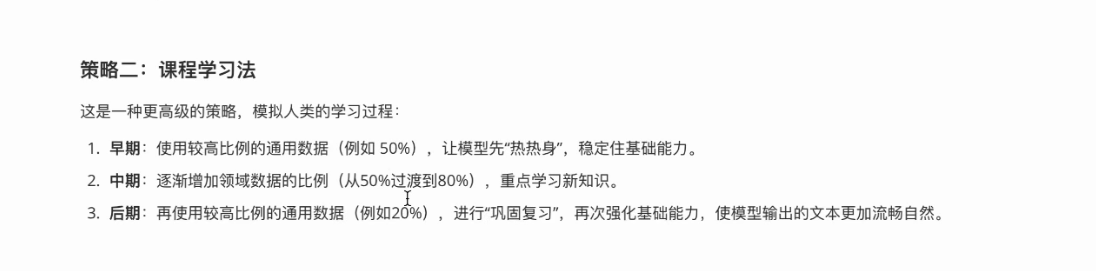 策略二：课程学习法
这是一种更高级的策略，模拟人类的学习过程：
1. 早期：使用较高比例的通用数据（例如 50%），让模型先“热热身”，稳定住基础能力。
2. 中期：逐渐增加领域数据的比例（从50%过渡到80%），重点学习新知识。
3. 后期：再使用较高比例的通用数据（例如20%），进行“巩固复习”，再次强化基础能力，使模型输出的文本更加流畅自然。